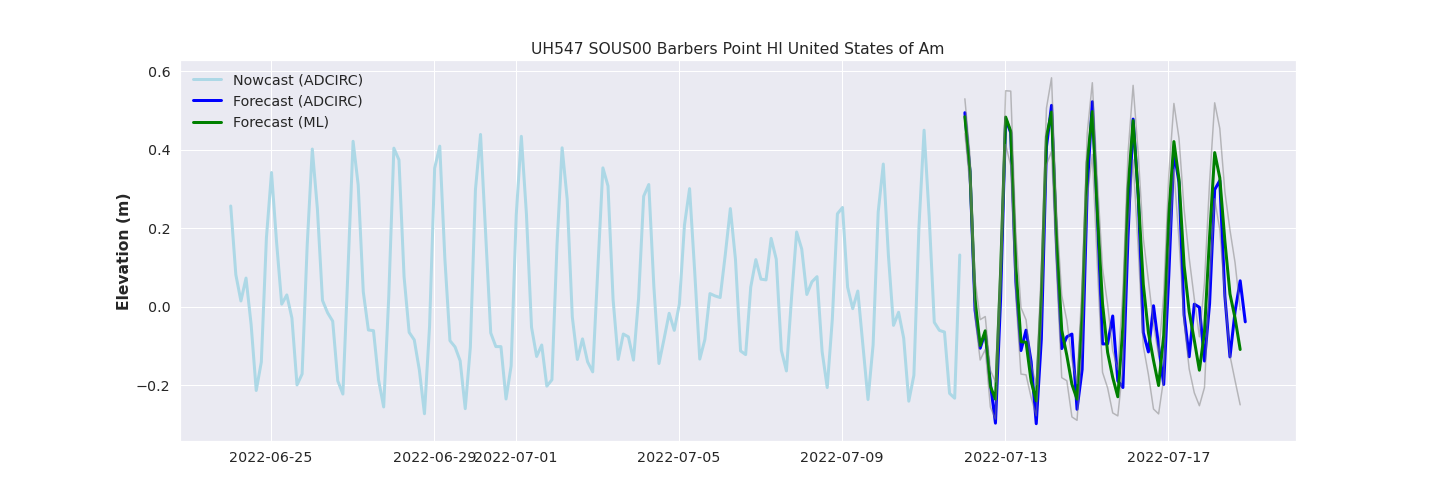 UH547 SOUS00 Barbers Point HI United States of Am
Nowcast (ADCIRC)
Forecast (ADCIRC)
Forecast (ML)
Elevation (m)
0.6
0.4
0.2
0.0
−0.2
2022-06-25
2022-06-29
2022-07-01
2022-07-05
2022-07-09
2022-07-13
2022-07-17